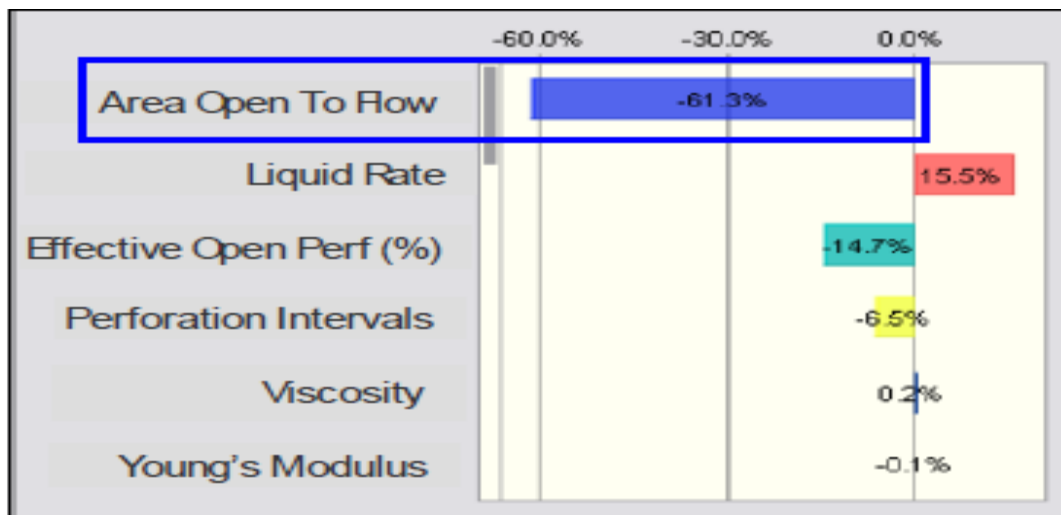 -60.0% -30.0% 0.0%
Area Open To Flow -61.3%
Liquid Rate 15.5%
Effective Open Perf (%) -14.7%
Perforation Intervals -6.5%
Viscosity 0.2%
Young's Modulus -0.1%